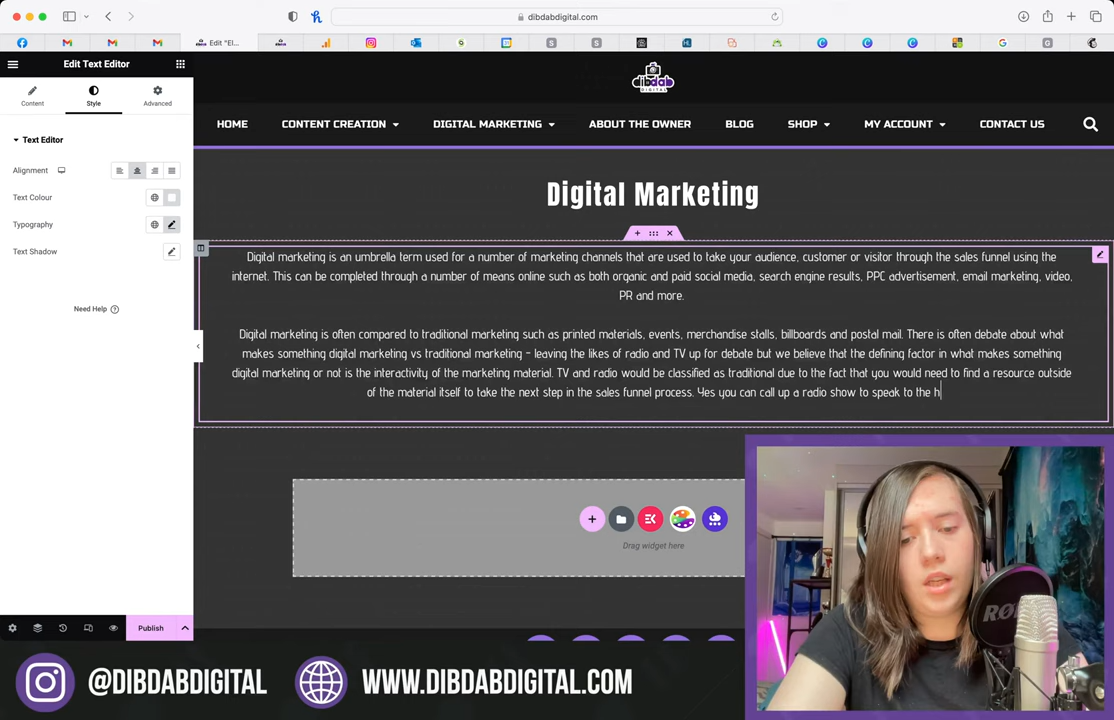 dibdabdigital.com
Edit "El...
Edit Text Editor
Content
Style
Advanced
Text Editor
Alignment
Text Colour
Typography
Text Shadow
Need Help
Publish
dibdab
DIGITAL
HOME
CONTENT CREATION
DIGITAL MARKETING
ABOUT THE OWNER
BLOG
SHOP
MY ACCOUNT
CONTACT US
Digital Marketing
Digital marketing is an umbrella term used for a number of marketing channels that are used to take your audience, customer or visitor through the sales funnel using the
internet. This can be completed through a number of means online such as both organic and paid social media, search engine results, PPC advertisement, email marketing, video,
PR and more.
Digital marketing is often compared to traditional marketing such as printed materials, events, merchandise stalls, billboards and postal mail. There is often debate about what
makes something digital marketing vs traditional marketing - leaving the likes of radio and TV up for debate but we believe that the defining factor in what makes something
digital marketing or not is the interactivity of the marketing material. TV and radio would be classified as traditional due to the fact that you would need to find a resource outside
of the material itself to take the next step in the sales funnel process. Yes you can call up a radio show to speak to the h
Drag widget here
RØDE
@DIBDABDIGITAL
WWW.DIBDABDIGITAL.COM